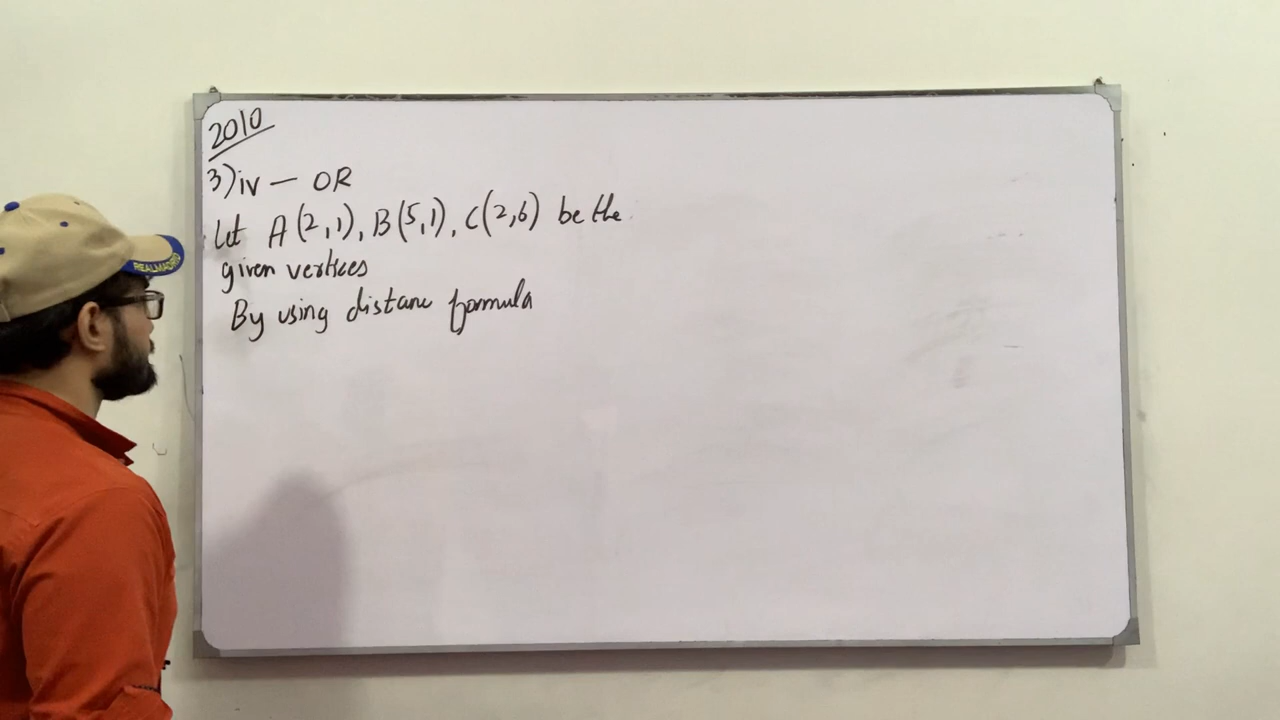 2010
3) iv — OR
Let A(2,1), B(5,1), C(2,6) be the
given vertices
By using distance formula
REALMADRID